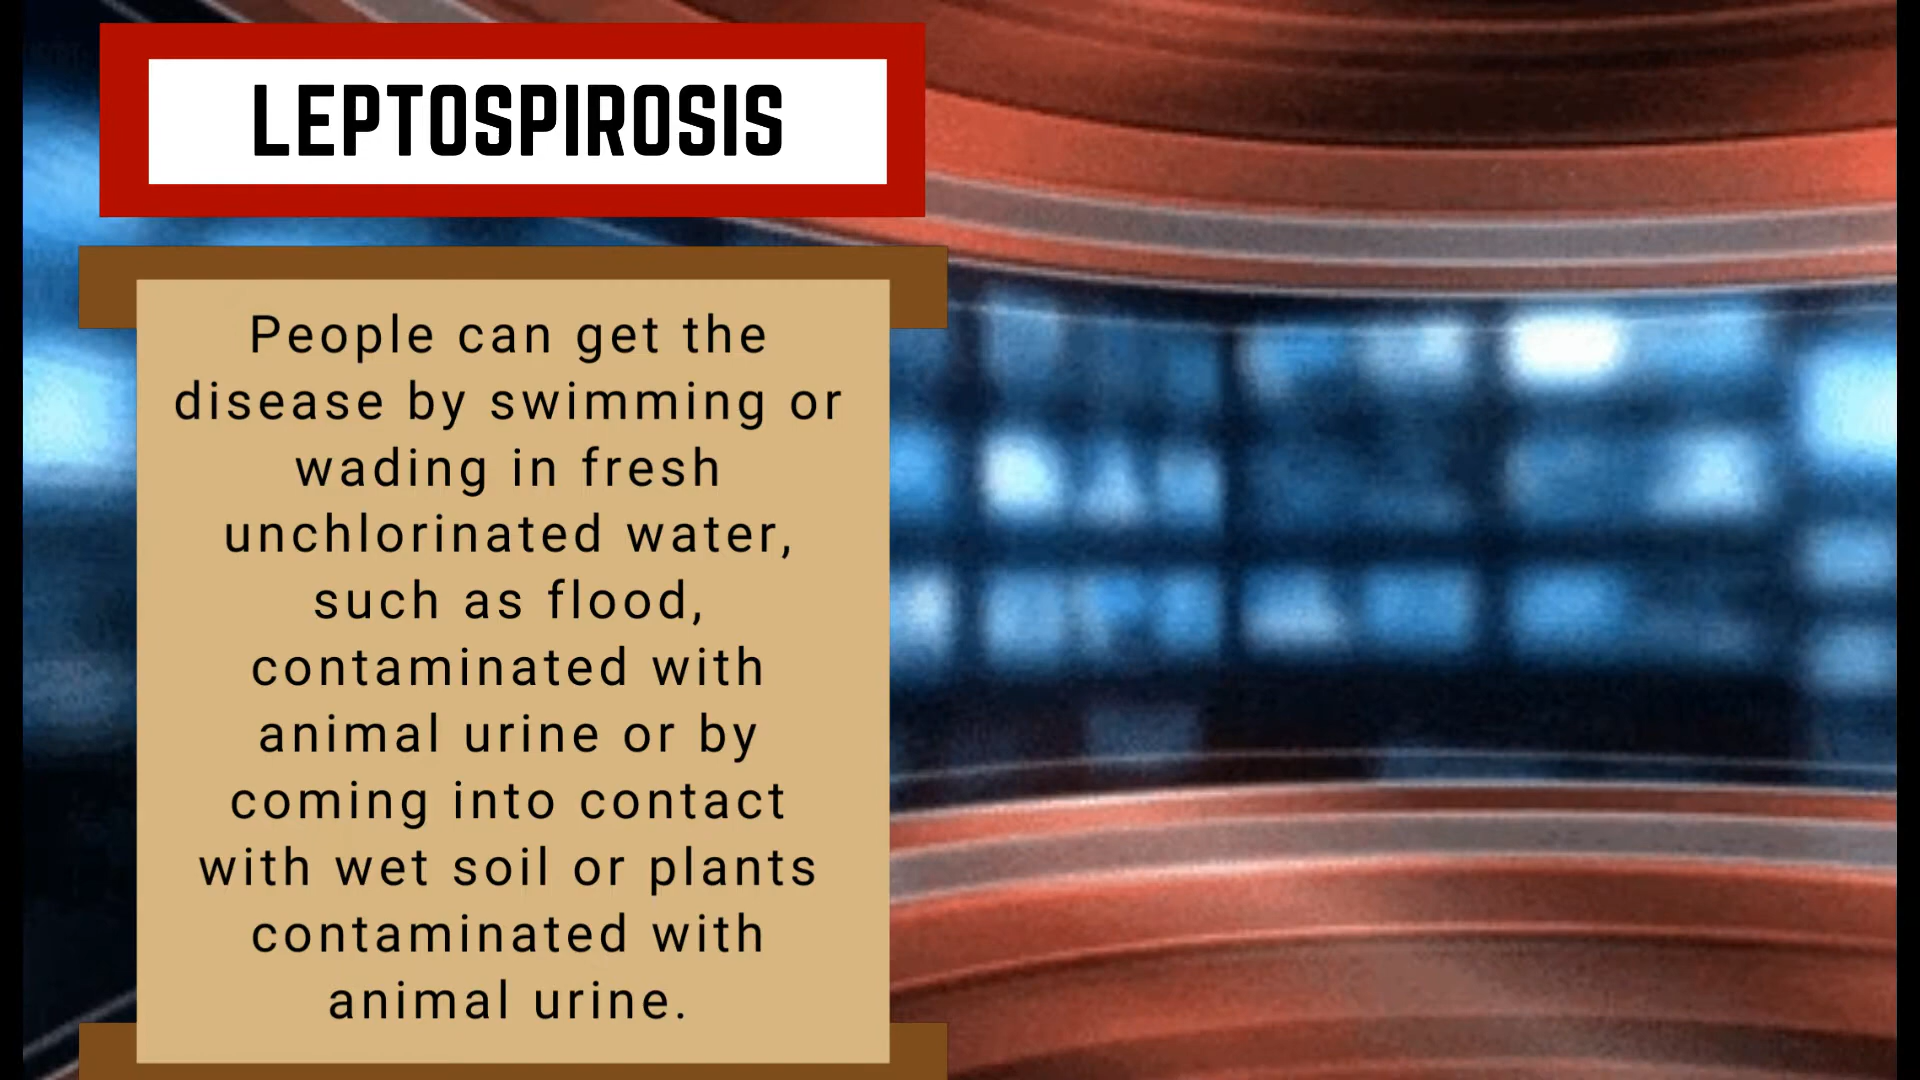 LEPTOSPIROSIS
People can get the
disease by swimming or
wading in fresh
unchlorinated water,
such as flood,
contaminated with
animal urine or by
coming into contact
with wet soil or plants
contaminated with
animal urine.